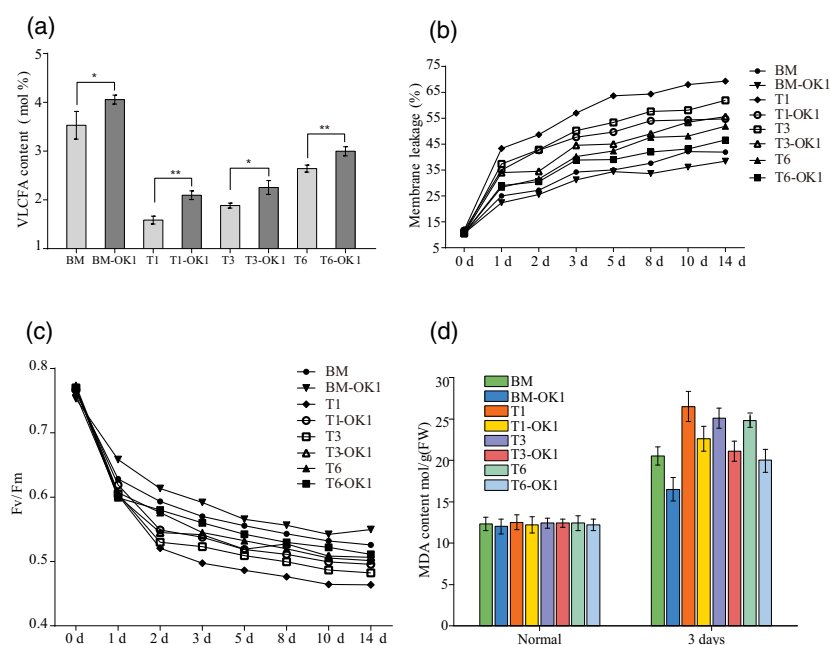 (a)
VLCFA content ( mol %)
5
4
3
2
1
*
**
*
**
BM BM-OK1 T1 T1-OK1 T3 T3-OK1 T6 T6-OK1
(b)
Membrane leakage (%)
75
65
55
45
35
25
15
5
0 d 1 d 2 d 3 d 5 d 8 d 10 d 14 d
BM
BM-OK1
T1
T1-OK1
T3
T3-OK1
T6
T6-OK1
(c)
Fv/Fm
0.8
0.7
0.6
0.5
0.4
0 d 1 d 2 d 3 d 5 d 8 d 10 d 14 d
BM
BM-OK1
T1
T1-OK1
T3
T3-OK1
T6
T6-OK1
(d)
MDA content mol/g(FW)
30
25
20
15
10
5
0
BM
BM-OK1
T1
T1-OK1
T3
T3-OK1
T6
T6-OK1
Normal 3 days